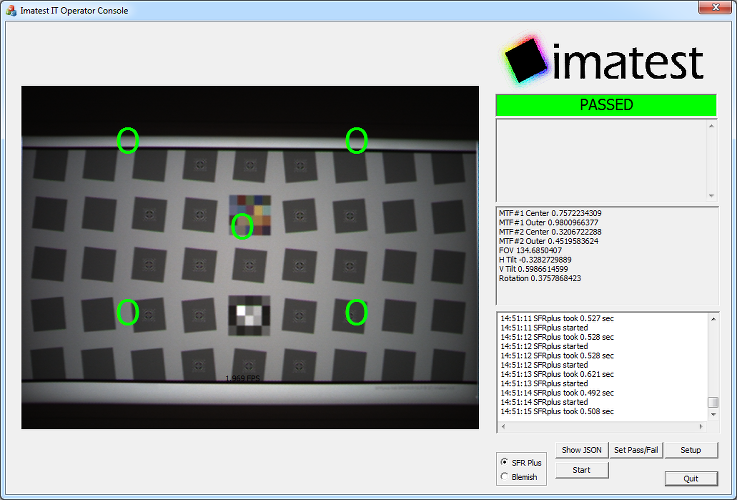 Imatest IT Operator Console
imatest
PASSED
MTF#1 Center 0.7572234309
MTF#1 Outer 0.9800966377
MTF#2 Center 0.3206722288
MTF#2 Outer 0.4519583624
FOV 134.6850407
H Tilt -0.3282729889
V Tilt 0.5986614599
Rotation 0.3757868423
14:51:11 SFRplus took 0.527 sec
14:51:11 SFRplus started
14:51:12 SFRplus took 0.528 sec
14:51:12 SFRplus started
14:51:12 SFRplus took 0.528 sec
14:51:12 SFRplus started
14:51:13 SFRplus took 0.621 sec
14:51:13 SFRplus started
14:51:14 SFRplus took 0.492 sec
14:51:14 SFRplus started
14:51:15 SFRplus took 0.508 sec
1.969 FPS
SFR Plus
Blemish
Show JSON
Set Pass/Fail
Setup
Start
Quit